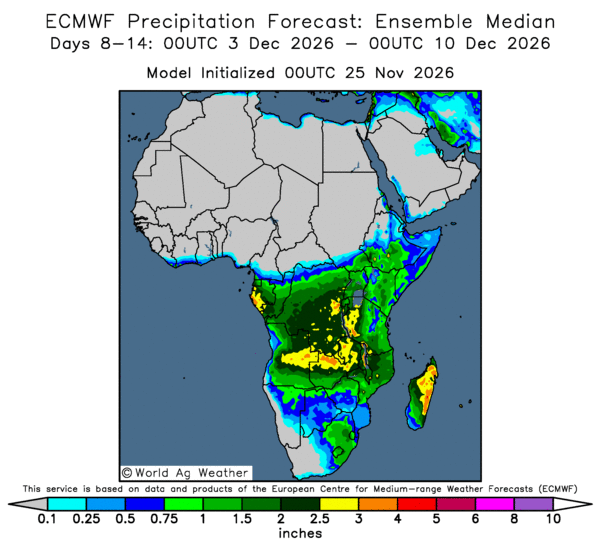 ECMWF Precipitation Forecast: Ensemble Median
Days 8-14: 00UTC 3 Dec 2026 - 00UTC 10 Dec 2026
Model Initialized 00UTC 25 Nov 2026
© World Ag Weather
This service is based on data and products of the European Centre for Medium-range Weather Forecasts (ECMWF)
0.1 0.25 0.5 0.75 1 1.5 2 2.5 3 4 5 6 8 10
inches